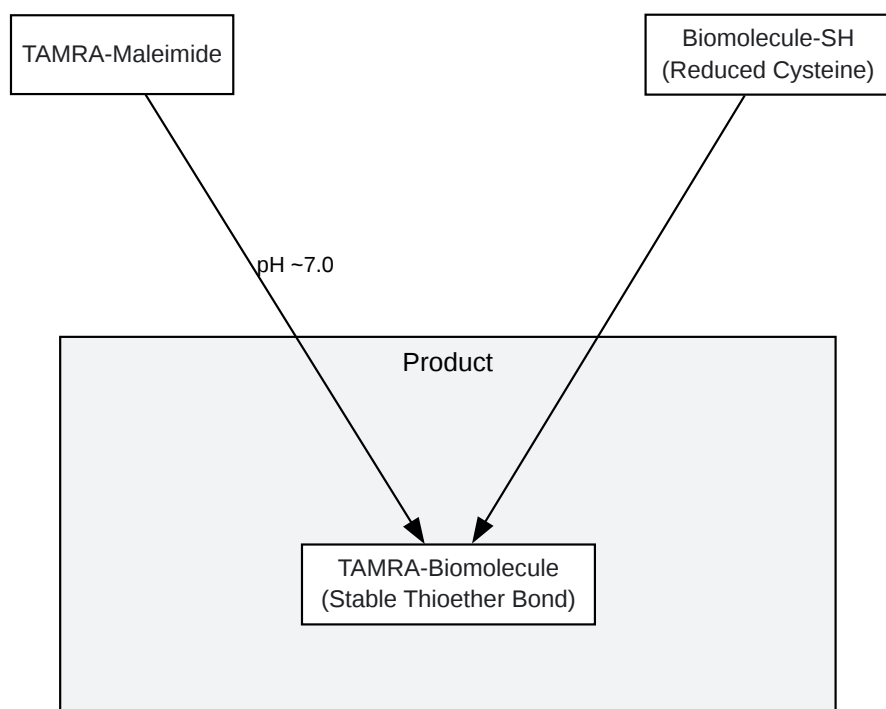 TAMRA-Maleimide
Biomolecule-SH
(Reduced Cysteine)
pH ~7.0
Product
TAMRA-Biomolecule
(Stable Thioether Bond)